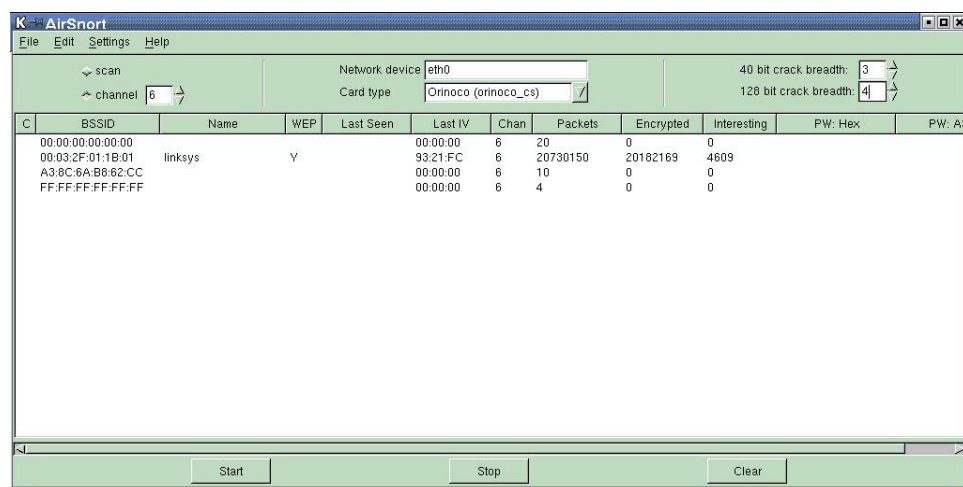 AirSnort
File Edit Settings Help
scan Network device eth0 40 bit crack breadth: 3
channel 6 Card type Orinoco (orinoco_cs) 128 bit crack breadth: 4
C BSSID Name WEP Last Seen Last IV Chan Packets Encrypted Interesting PW: Hex PW: A
00:00:00:00:00:00 00:00:00 6 20 0 0
00:03:2F:01:1B:01 linksys Y 93:21:FC 6 20730150 20182169 4609
A3:8C:6A:B8:62:CC 00:00:00 6 10 0 0
FF:FF:FF:FF:FF:FF 00:00:00 6 4 0 0
Start Stop Clear